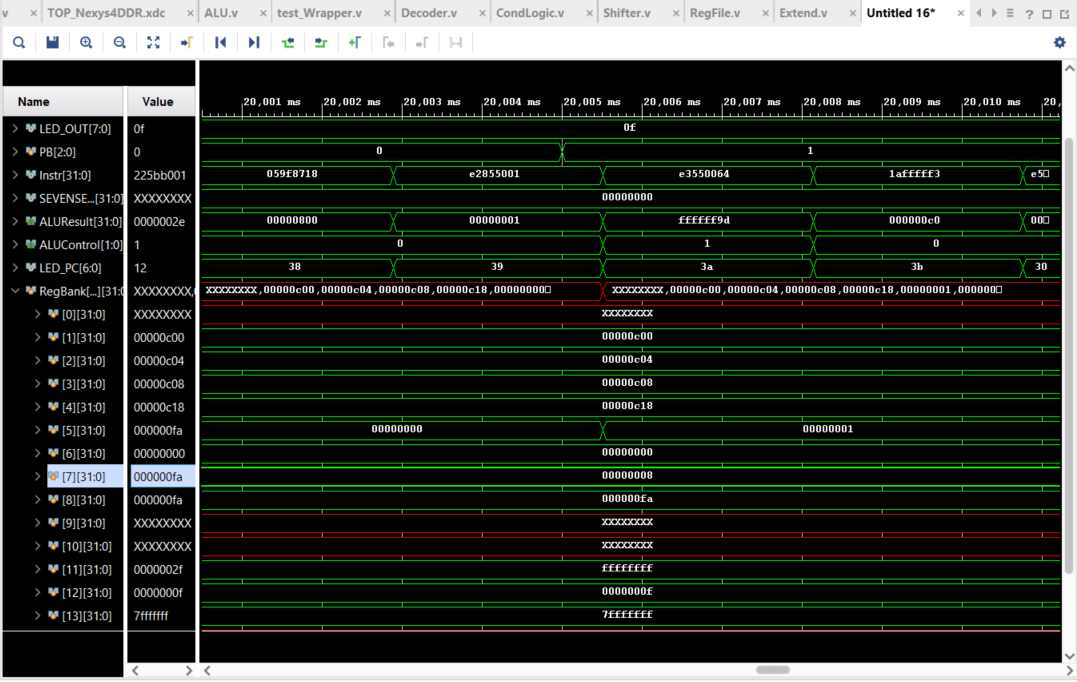 v × TOP_Nexys4DDR.xdc × ALU.v × test_Wrapper.v × Decoder.v × CondLogic.v × Shifter.v × RegFile.v × Extend.v × Untitled 16* ×
Name Value
20,001 ms 20,002 ms 20,003 ms 20,004 ms 20,005 ms 20,006 ms 20,007 ms 20,008 ms 20,009 ms 20,010 ms 20,
LED_OUT[7:0] 0f 0f
PB[2:0] 0 0 1
Instr[31:0] 225bb001 059f8718 e2855001 e3550064 1afffff3 e5
SEVENSE...[31:0] XXXXXXXX 00000000
ALUResult[31:0] 0000002e 00000800 00000001 ffffff9d 000000c0 00
ALUControl[1:0] 1 0 1 0
LED_PC[6:0] 12 38 39 3a 3b 30
RegBank[...][31:0 XXXXXXXX, XXXXXXXX,00000c00,00000c04,00000c08,00000c18,00000000 XXXXXXXX,00000c00,00000c04,00000c08,00000c18,00000001,000000
[0][31:0] XXXXXXXX XXXXXXXX
[1][31:0] 00000c00 00000c00
[2][31:0] 00000c04 00000c04
[3][31:0] 00000c08 00000c08
[4][31:0] 00000c18 00000c18
[5][31:0] 000000fa 00000000 00000001
[6][31:0] 00000000 00000000
[7][31:0] 000000fa 00000008
[8][31:0] 000000fa 000000fa
[9][31:0] XXXXXXXX XXXXXXXX
[10][31:0] XXXXXXXX XXXXXXXX
[11][31:0] 0000002f ffffffff
[12][31:0] 0000000f 0000000f
[13][31:0] 7fffffff 7fffffff